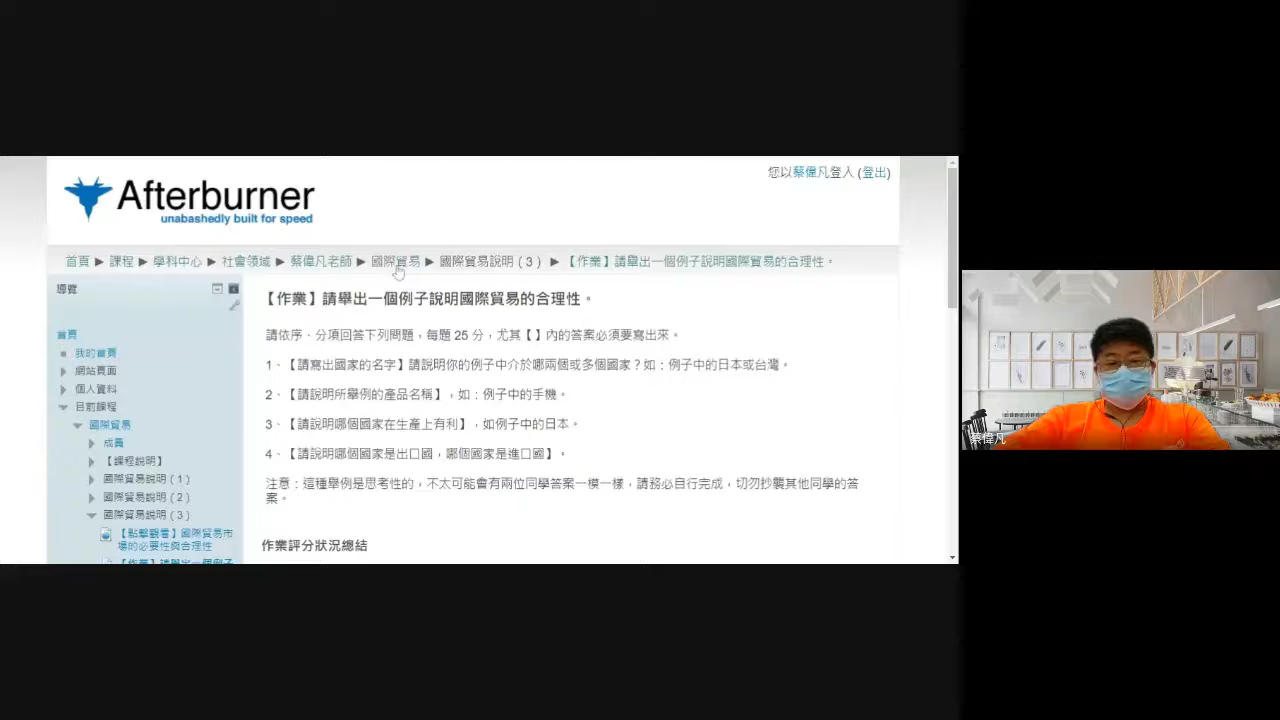 您以蔡偉凡登入 (登出)
Afterburner
unabashedly built for speed
首頁 ▶ 課程 ▶ 學科中心 ▶ 社會領域 ▶ 蔡偉凡老師 ▶ 國際貿易 ▶ 國際貿易說明 ( 3 ) ▶ 【作業】請舉出一個例子說明國際貿易的合理性。
導覽
首頁
我的首頁
網站頁面
個人資料
目前課程
國際貿易
成員
【課程說明】
國際貿易說明 ( 1 )
國際貿易說明 ( 2 )
國際貿易說明 ( 3 )
【點擊觀看】國際貿易市
場的必要性與合理性
【作業】請舉出一個例子
【作業】請舉出一個例子說明國際貿易的合理性。
請依序、分項回答下列問題，每題 25 分，尤其【 】內的答案必須要寫出來。
1、【請寫出國家的名字】請說明你的例子中介於哪兩個或多個國家？如：例子中的日本或台灣。
2、【請說明所舉例的產品名稱】，如：例子中的手機。
3、【請說明哪個國家在生產上有利】，如例子中的日本。
4、【請說明哪個國家是出口國，哪個國家是進口國】。
注意：這種舉例是思考性的，不太可能會有兩位同學答案一模一樣，請務必自行完成，切勿抄襲其他同學的答
案。
作業評分狀況總結
蔡偉凡